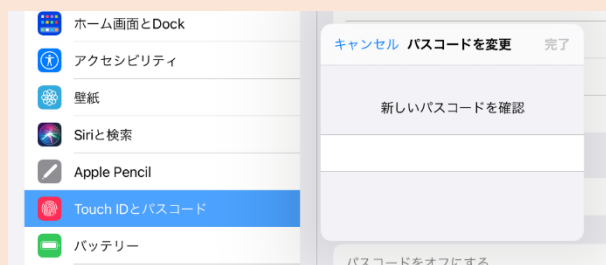 ホーム画面とDock
アクセシビリティ
壁紙
Siriと検索
Apple Pencil
Touch IDとパスコード
バッテリー
キャンセル パスコードを変更 完了
新しいパスコードを確認
パスコードをオフにする